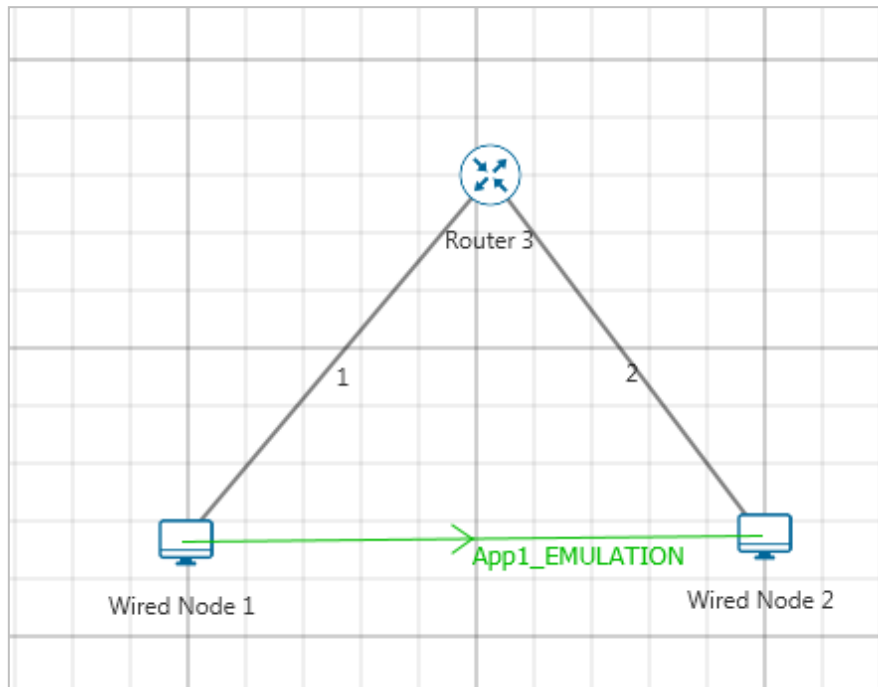 Router 3
1
2
App1_EMULATION
Wired Node 1
Wired Node 2